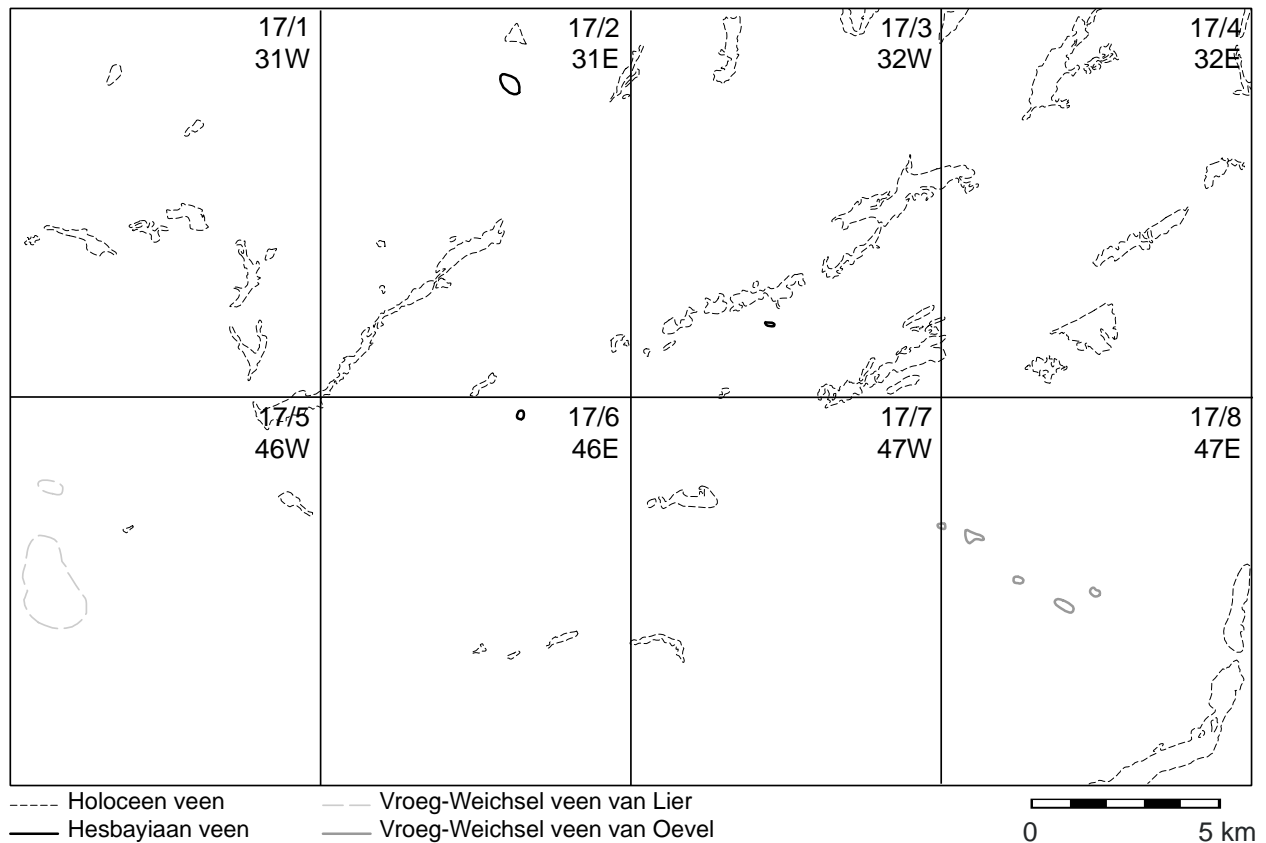 17/1
31W
17/2
31E
17/3
32W
17/4
32E
17/5
46W
17/6
46E
17/7
47W
17/8
47E
Holoceen veen
Vroeg-Weichsel veen van Lier
Hesbayiaan veen
Vroeg-Weichsel veen van Oevel
0
5 km